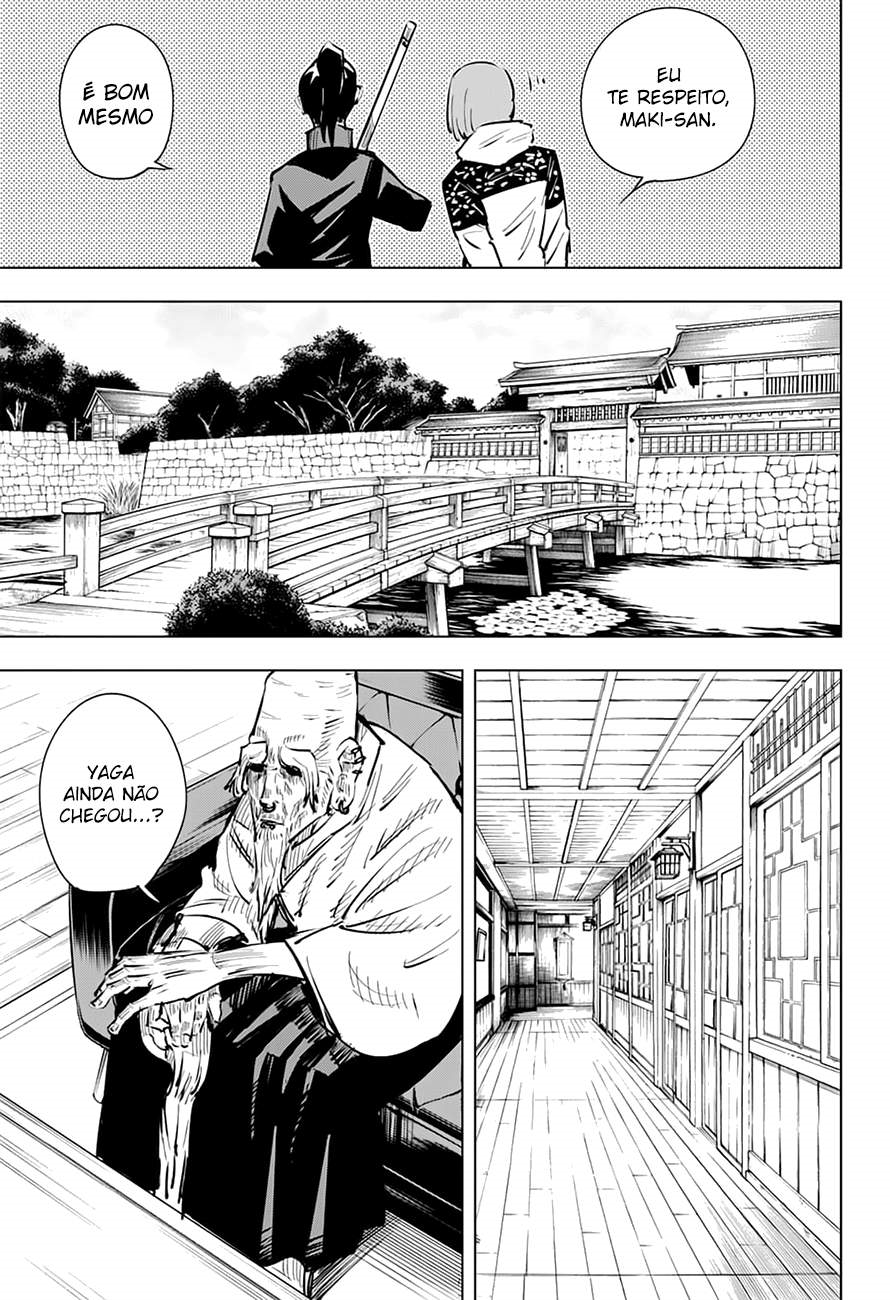 EU
TE RESPEITO,
MAKI-SAN.
É BOM
MESMO
YAGA
AINDA NÃO
CHEGOU...?